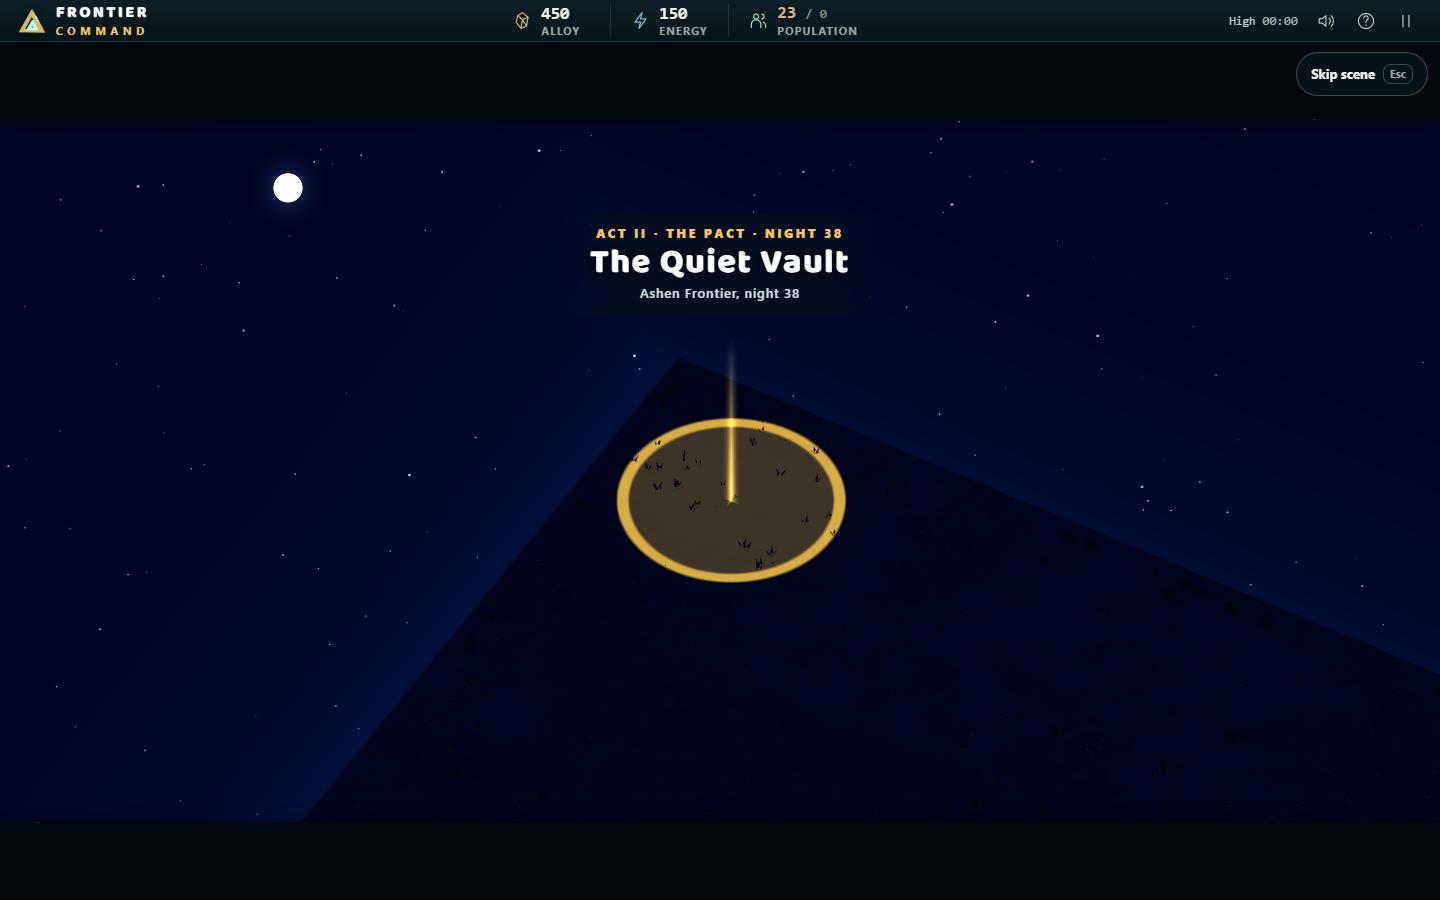 FRONTIER
COMMAND
450
ALLOY
150
ENERGY
23 / 0
POPULATION
High 00:00
Skip scene Esc
ACT II · THE PACT · NIGHT 38
The Quiet Vault
Ashen Frontier, night 38